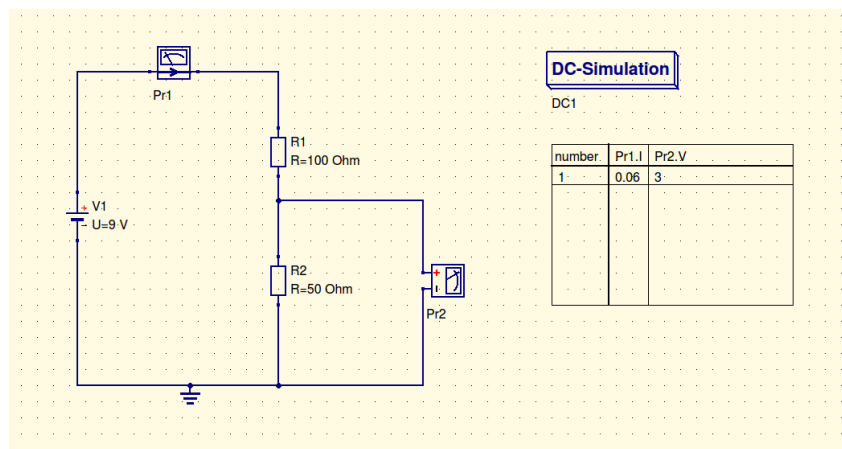 Pr1
R1
R=100 Ohm
+
V1
U=9 V
-
R2
R=50 Ohm
+
Pr2
DC-Simulation
DC1
number Pr1.I Pr2.V
1 0.06 3